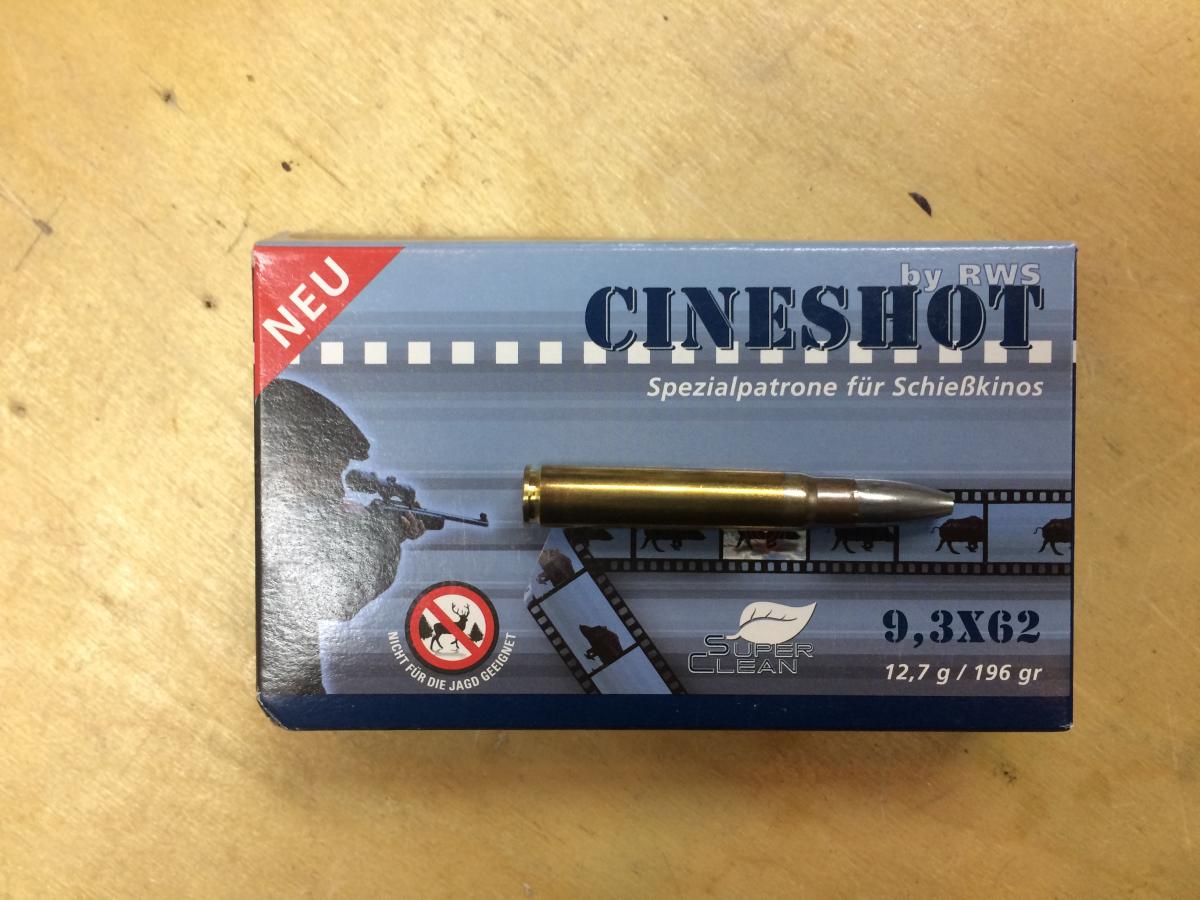 NEU
by RWS
CINESHOT
Spezialpatrone für Schießkinos
NICHT FÜR DIE JAGD GEEIGNET
SUPER
CLEAN
9,3X62
12,7 g / 196 gr